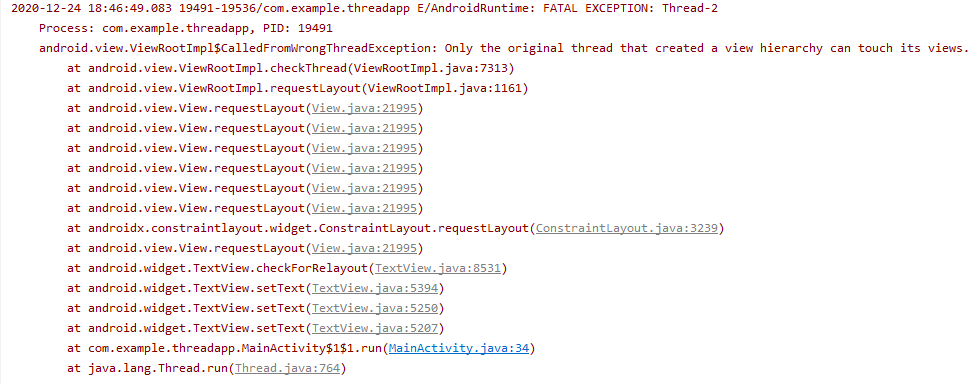 2020-12-24 18:46:49.083 19491-19536/com.example.threadapp E/AndroidRuntime: FATAL EXCEPTION: Thread-2
Process: com.example.threadapp, PID: 19491
android.view.ViewRootImpl$CalledFromWrongThreadException: Only the original thread that created a view hierarchy can touch its views.
at android.view.ViewRootImpl.checkThread(ViewRootImpl.java:7313)
at android.view.ViewRootImpl.requestLayout(ViewRootImpl.java:1161)
at android.view.View.requestLayout(View.java:21995)
at android.view.View.requestLayout(View.java:21995)
at android.view.View.requestLayout(View.java:21995)
at android.view.View.requestLayout(View.java:21995)
at android.view.View.requestLayout(View.java:21995)
at android.view.View.requestLayout(View.java:21995)
at androidx.constraintlayout.widget.ConstraintLayout.requestLayout(ConstraintLayout.java:3239)
at android.view.View.requestLayout(View.java:21995)
at android.widget.TextView.checkForRelayout(TextView.java:8531)
at android.widget.TextView.setText(TextView.java:5394)
at android.widget.TextView.setText(TextView.java:5250)
at android.widget.TextView.setText(TextView.java:5207)
at com.example.threadapp.MainActivity$1$1.run(MainActivity.java:34)
at java.lang.Thread.run(Thread.java:764)